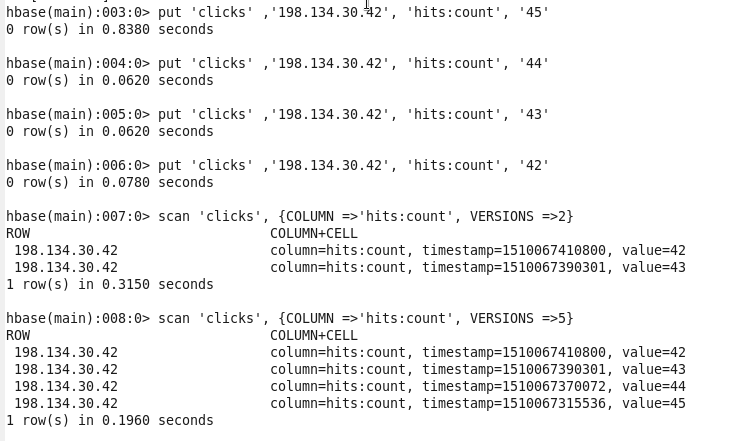 hbase(main):003:0> put 'clicks' ,'198.134.30.42', 'hits:count', '45'
0 row(s) in 0.8380 seconds
hbase(main):004:0> put 'clicks' ,'198.134.30.42', 'hits:count', '44'
0 row(s) in 0.0620 seconds
hbase(main):005:0> put 'clicks' ,'198.134.30.42', 'hits:count', '43'
0 row(s) in 0.0620 seconds
hbase(main):006:0> put 'clicks' ,'198.134.30.42', 'hits:count', '42'
0 row(s) in 0.0780 seconds
hbase(main):007:0> scan 'clicks', {COLUMN =>'hits:count', VERSIONS =>2}
ROW COLUMN+CELL
198.134.30.42 column=hits:count, timestamp=1510067410800, value=42
198.134.30.42 column=hits:count, timestamp=1510067390301, value=43
1 row(s) in 0.3150 seconds
hbase(main):008:0> scan 'clicks', {COLUMN =>'hits:count', VERSIONS =>5}
ROW COLUMN+CELL
198.134.30.42 column=hits:count, timestamp=1510067410800, value=42
198.134.30.42 column=hits:count, timestamp=1510067390301, value=43
198.134.30.42 column=hits:count, timestamp=1510067370072, value=44
198.134.30.42 column=hits:count, timestamp=1510067315536, value=45
1 row(s) in 0.1960 seconds